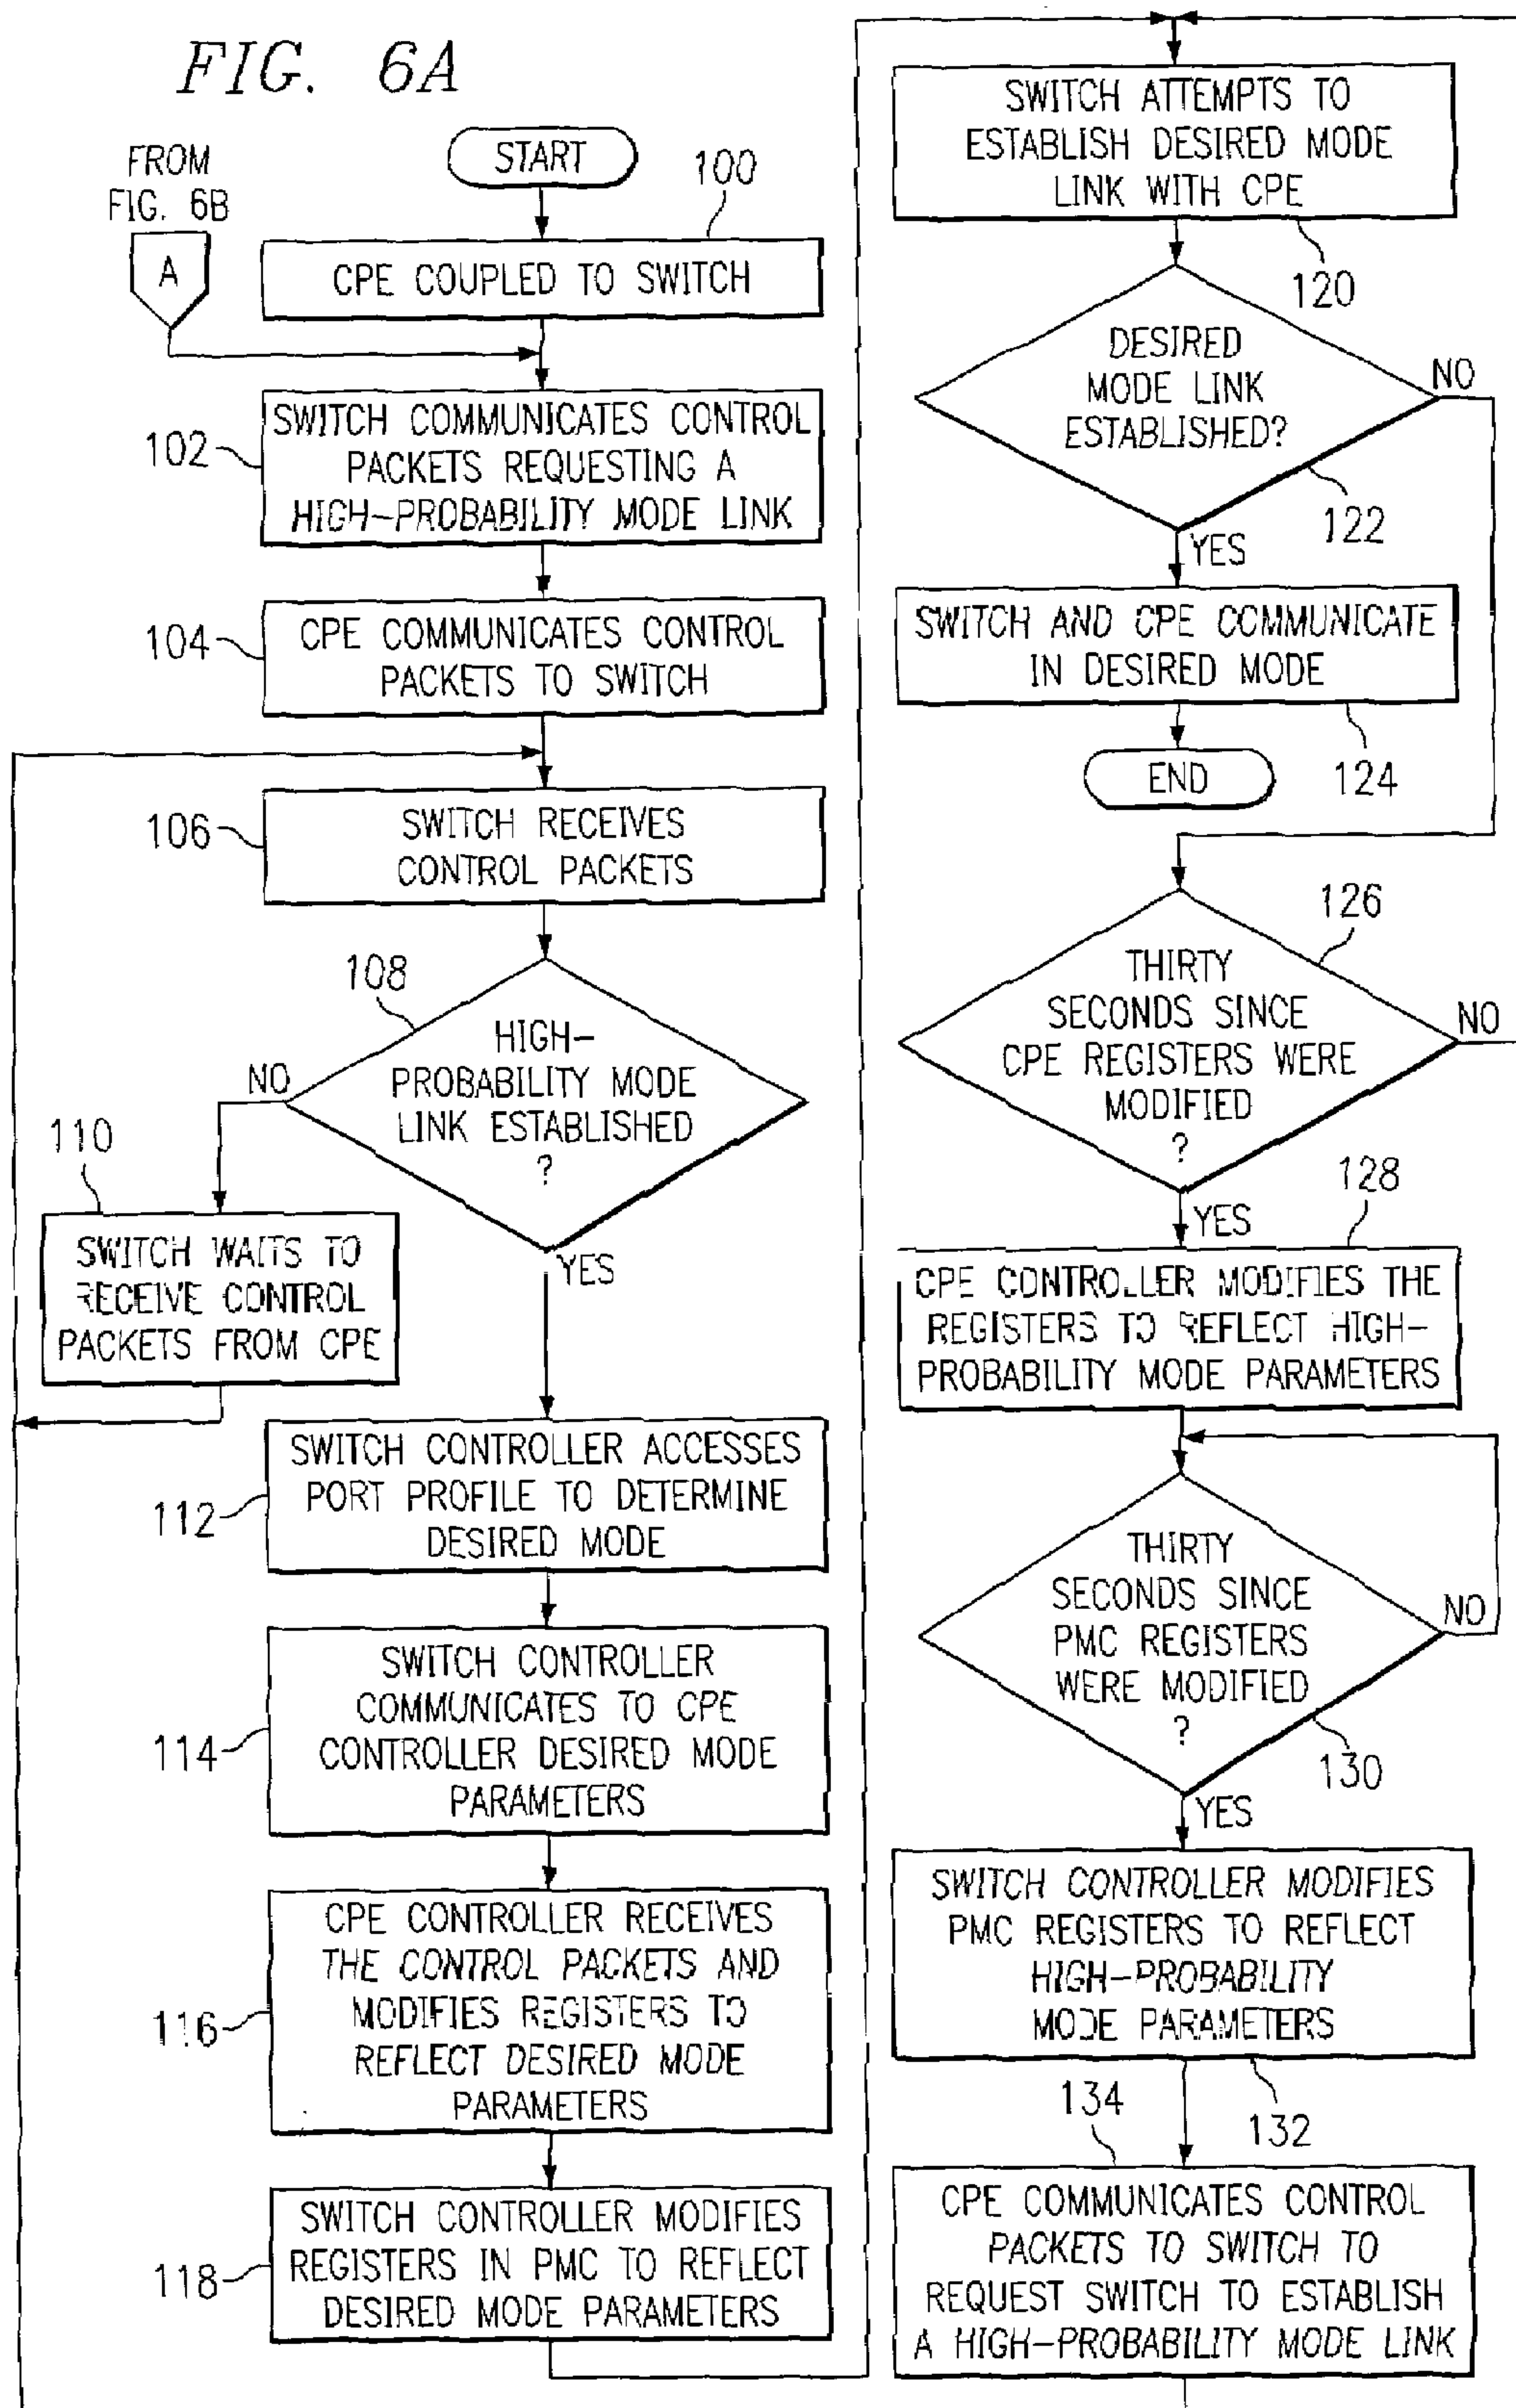 FIG. 6A
FROM
FIG. 6B
A
START
100
CPE COUPLED TO SWITCH
102
SWITCH COMMUNICATES CONTROL
PACKETS REQUESTING A
HIGH-PROBABILITY MODE LINK
104
CPE COMMUNICATES CONTROL
PACKETS TO SWITCH
106
SWITCH RECEIVES
CONTROL PACKETS
108
HIGH-
PROBABILITY MODE
LINK ESTABLISHED
?
NO
YES
110
SWITCH WAITS TO
RECEIVE CONTROL
PACKETS FROM CPE
112
SWITCH CONTROLLER ACCESSES
PORT PROFILE TO DETERMINE
DESIRED MODE
114
SWITCH CONTROLLER
COMMUNICATES TO CPE
CONTROLLER DESIRED MODE
PARAMETERS
116
CPE CONTROLLER RECEIVES
THE CONTROL PACKETS AND
MODIFIES REGISTERS TO
REFLECT DESIRED MODE
PARAMETERS
118
SWITCH CONTROLLER MODIFIES
REGISTERS IN PMC TO REFLECT
DESIRED MODE PARAMETERS
SWITCH ATTEMPTS TO
ESTABLISH DESIRED MODE
LINK WITH CPE
120
DESIRED
MODE LINK
ESTABLISHED?
NO
122
YES
SWITCH AND CPE COMMUNICATE
IN DESIRED MODE
124
END
126
THIRTY
SECONDS SINCE
CPE REGISTERS WERE
MODIFIED
?
NO
YES
128
CPE CONTROLLER MODIFIES THE
REGISTERS TO REFLECT HIGH-
PROBABILITY MODE PARAMETERS
THIRTY
SECONDS SINCE
PMC REGISTERS
WERE MODIFIED
?
NO
130
YES
SWITCH CONTROLLER MODIFIES
PMC REGISTERS TO REFLECT
HIGH-PROBABILITY
MODE PARAMETERS
132
134
CPE COMMUNICATES CONTROL
PACKETS TO SWITCH TO
REQUEST SWITCH TO ESTABLISH
A HIGH-PROBABILITY MODE LINK